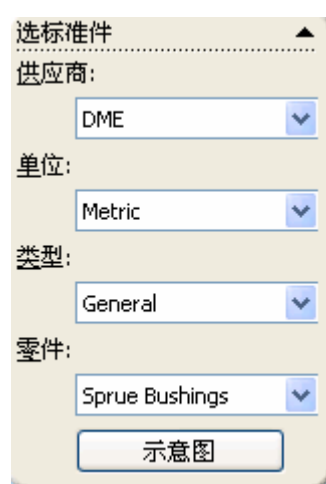 选标准件
供应商:
DME
单位:
Metric
类型:
General
零件:
Sprue Bushings
示意图